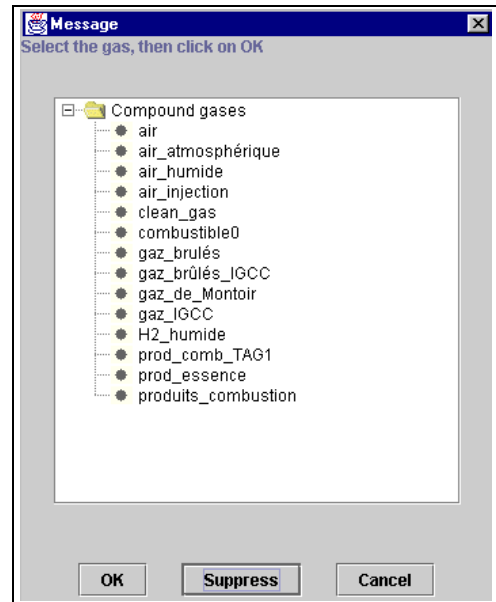 Message
Select the gas, then click on OK
Compound gases
air
air_atmosphérique
air_humide
air_injection
clean_gas
combustible0
gaz_brulés
gaz_brûlés_IGCC
gaz_de_Montoir
gaz_IGCC
H2_humide
prod_comb_TAG1
prod_essence
produits_combustion
OK Suppress Cancel